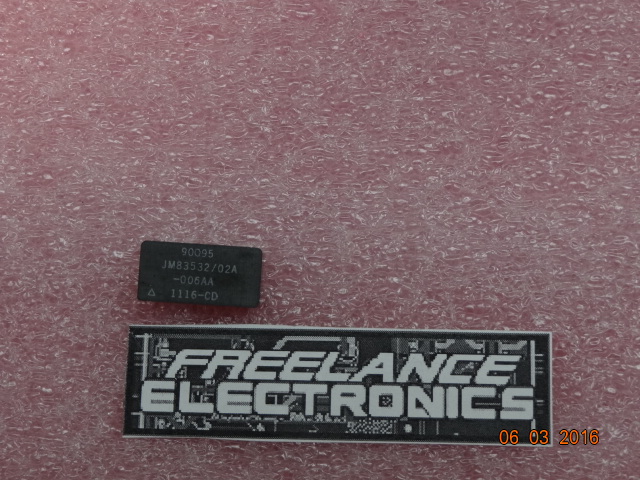 90095
JM83532/02A
-006AA
△ 1116-CD
FREELANCE
ELECTRONICS
06 03 2016